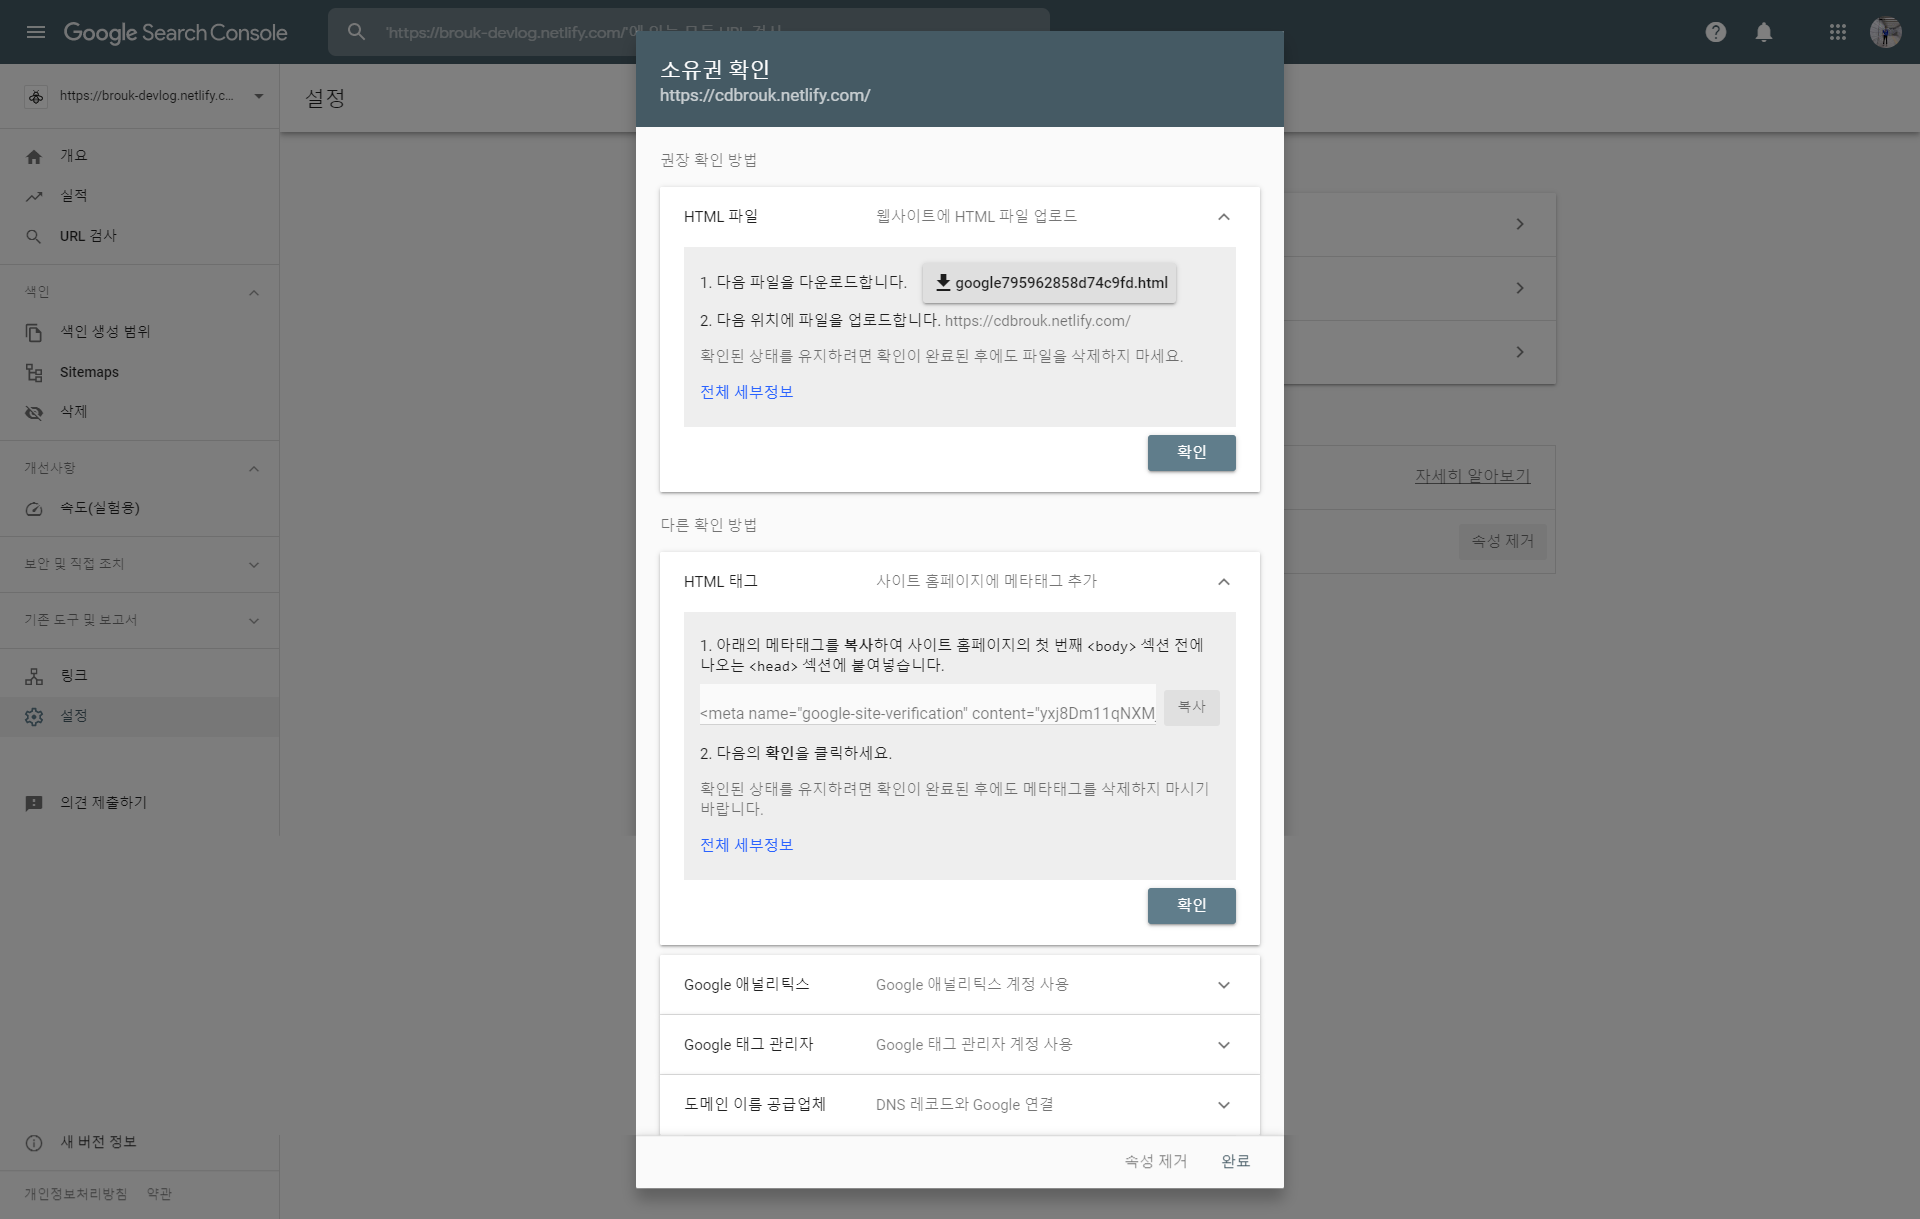 Google Search Console
'https://brouk-devlog.netlify.com/'에 있는 모든 URL 검사
https://brouk-devlog.netlify.c...
개요
실적
URL 검사
색인
색인 생성 범위
Sitemaps
삭제
개선사항
속도(실험용)
보안 및 직접 조치
기존 도구 및 보고서
링크
설정
의견 제출하기
새 버전 정보
개인정보처리방침 약관
설정
자세히 알아보기
속성 제거
소유권 확인
https://cdbrouk.netlify.com/
권장 확인 방법
HTML 파일 웹사이트에 HTML 파일 업로드
1. 다음 파일을 다운로드합니다. google795962858d74c9fd.html
2. 다음 위치에 파일을 업로드합니다. https://cdbrouk.netlify.com/
확인된 상태를 유지하려면 확인이 완료된 후에도 파일을 삭제하지 마세요.
전체 세부정보
확인
다른 확인 방법
HTML 태그 사이트 홈페이지에 메타태그 추가
1. 아래의 메타태그를 복사하여 사이트 홈페이지의 첫 번째 <body> 섹션 전에
나오는 <head> 섹션에 붙여넣습니다.
<meta name="google-site-verification" content="yxj8Dm11qNXM 복사
2. 다음의 확인을 클릭하세요.
확인된 상태를 유지하려면 확인이 완료된 후에도 메타태그를 삭제하지 마시기
바랍니다.
전체 세부정보
확인
Google 애널리틱스 Google 애널리틱스 계정 사용
Google 태그 관리자 Google 태그 관리자 계정 사용
도메인 이름 공급업체 DNS 레코드와 Google 연결
속성 제거 완료